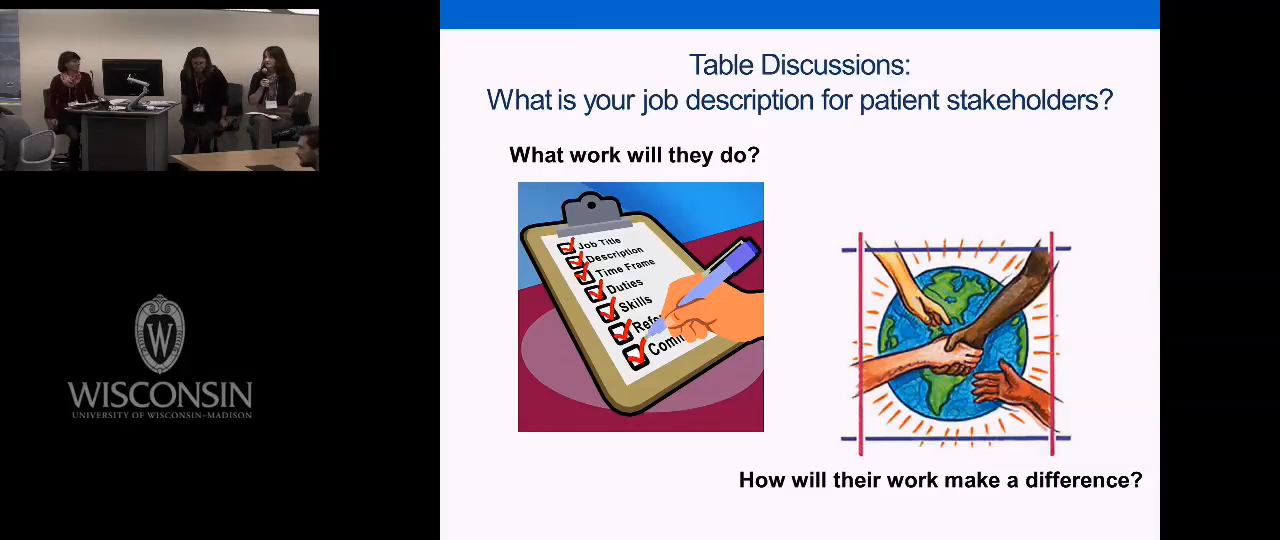 Table Discussions:
What is your job description for patient stakeholders?
What work will they do?
Job Title
Description
Time Frame
Duties
Skills
How will their work make a difference?
W
WISCONSIN
UNIVERSITY OF WISCONSIN–MADISON